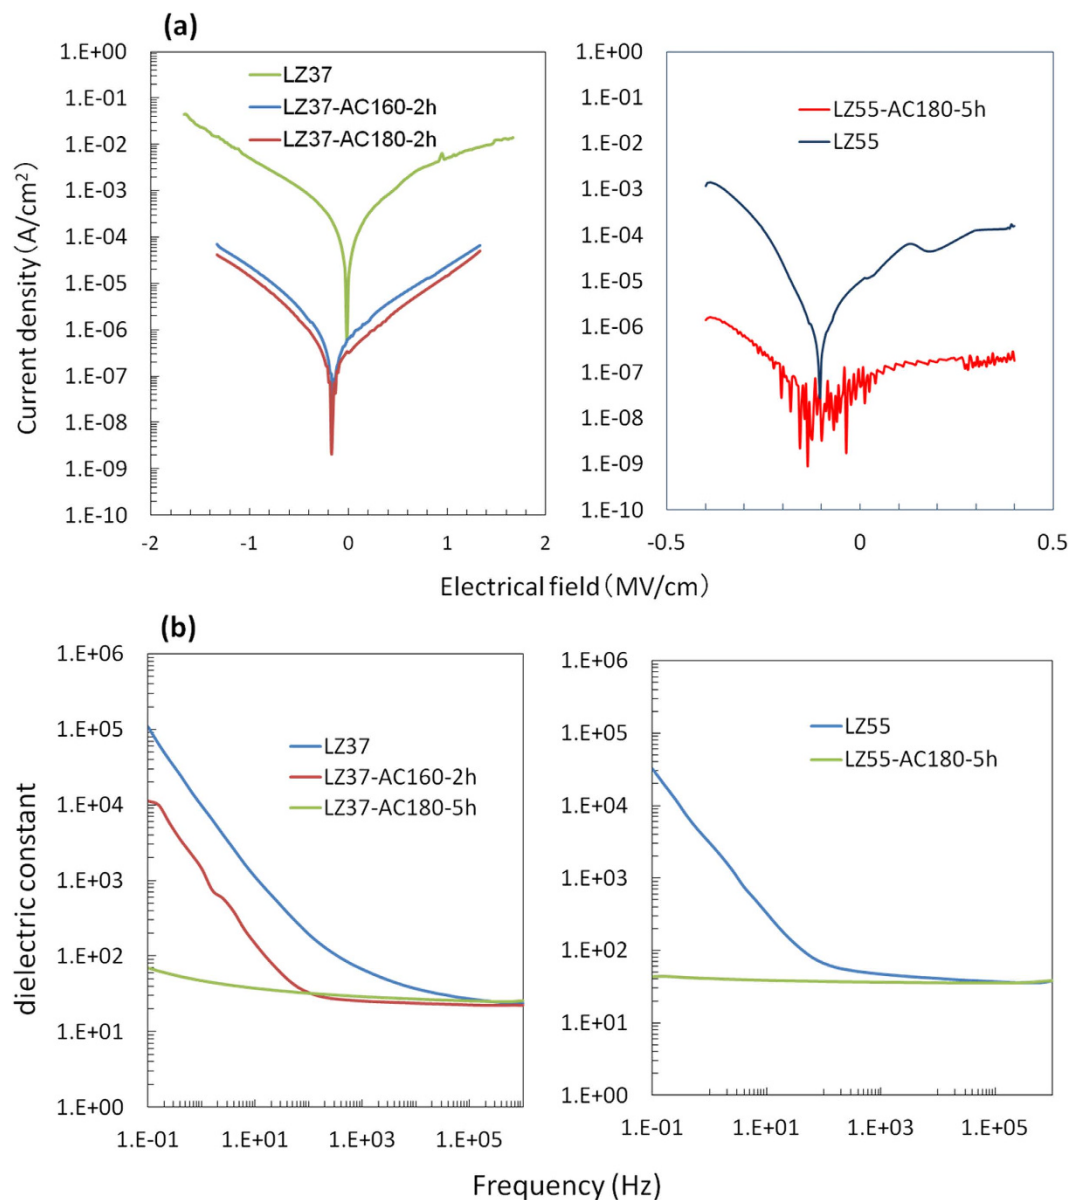 (a)
Current density(A/cm²)
1.E+00
1.E-01
1.E-02
1.E-03
1.E-04
1.E-05
1.E-06
1.E-07
1.E-08
1.E-09
1.E-10
LZ37
LZ37-AC160-2h
LZ37-AC180-2h
-2
-1
0
1
2
1.E+00
1.E-01
1.E-02
1.E-03
1.E-04
1.E-05
1.E-06
1.E-07
1.E-08
1.E-09
1.E-10
LZ55-AC180-5h
LZ55
-0.5
0
0.5
Electrical field(MV/cm)
(b)
dielectric constant
1.E+06
1.E+05
1.E+04
1.E+03
1.E+02
1.E+01
1.E+00
LZ37
LZ37-AC160-2h
LZ37-AC180-5h
1.E-01
1.E+01
1.E+03
1.E+05
1.E+06
1.E+05
1.E+04
1.E+03
1.E+02
1.E+01
1.E+00
LZ55
LZ55-AC180-5h
1.E-01
1.E+01
1.E+03
1.E+05
Frequency (Hz)